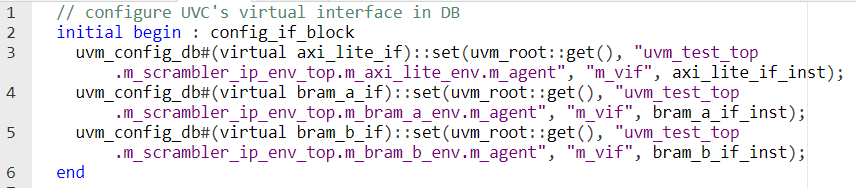 1 // configure UVC's virtual interface in DB
2 initial begin : config_if_block
3 uvm_config_db#(virtual axi_lite_if)::set(uvm_root::get(), "uvm_test_top
.m_scrambler_ip_env_top.m_axi_lite_env.m_agent", "m_vif", axi_lite_if_inst);
4 uvm_config_db#(virtual bram_a_if)::set(uvm_root::get(), "uvm_test_top
.m_scrambler_ip_env_top.m_bram_a_env.m_agent", "m_vif", bram_a_if_inst);
5 uvm_config_db#(virtual bram_b_if)::set(uvm_root::get(), "uvm_test_top
.m_scrambler_ip_env_top.m_bram_b_env.m_agent", "m_vif", bram_b_if_inst);
6 end